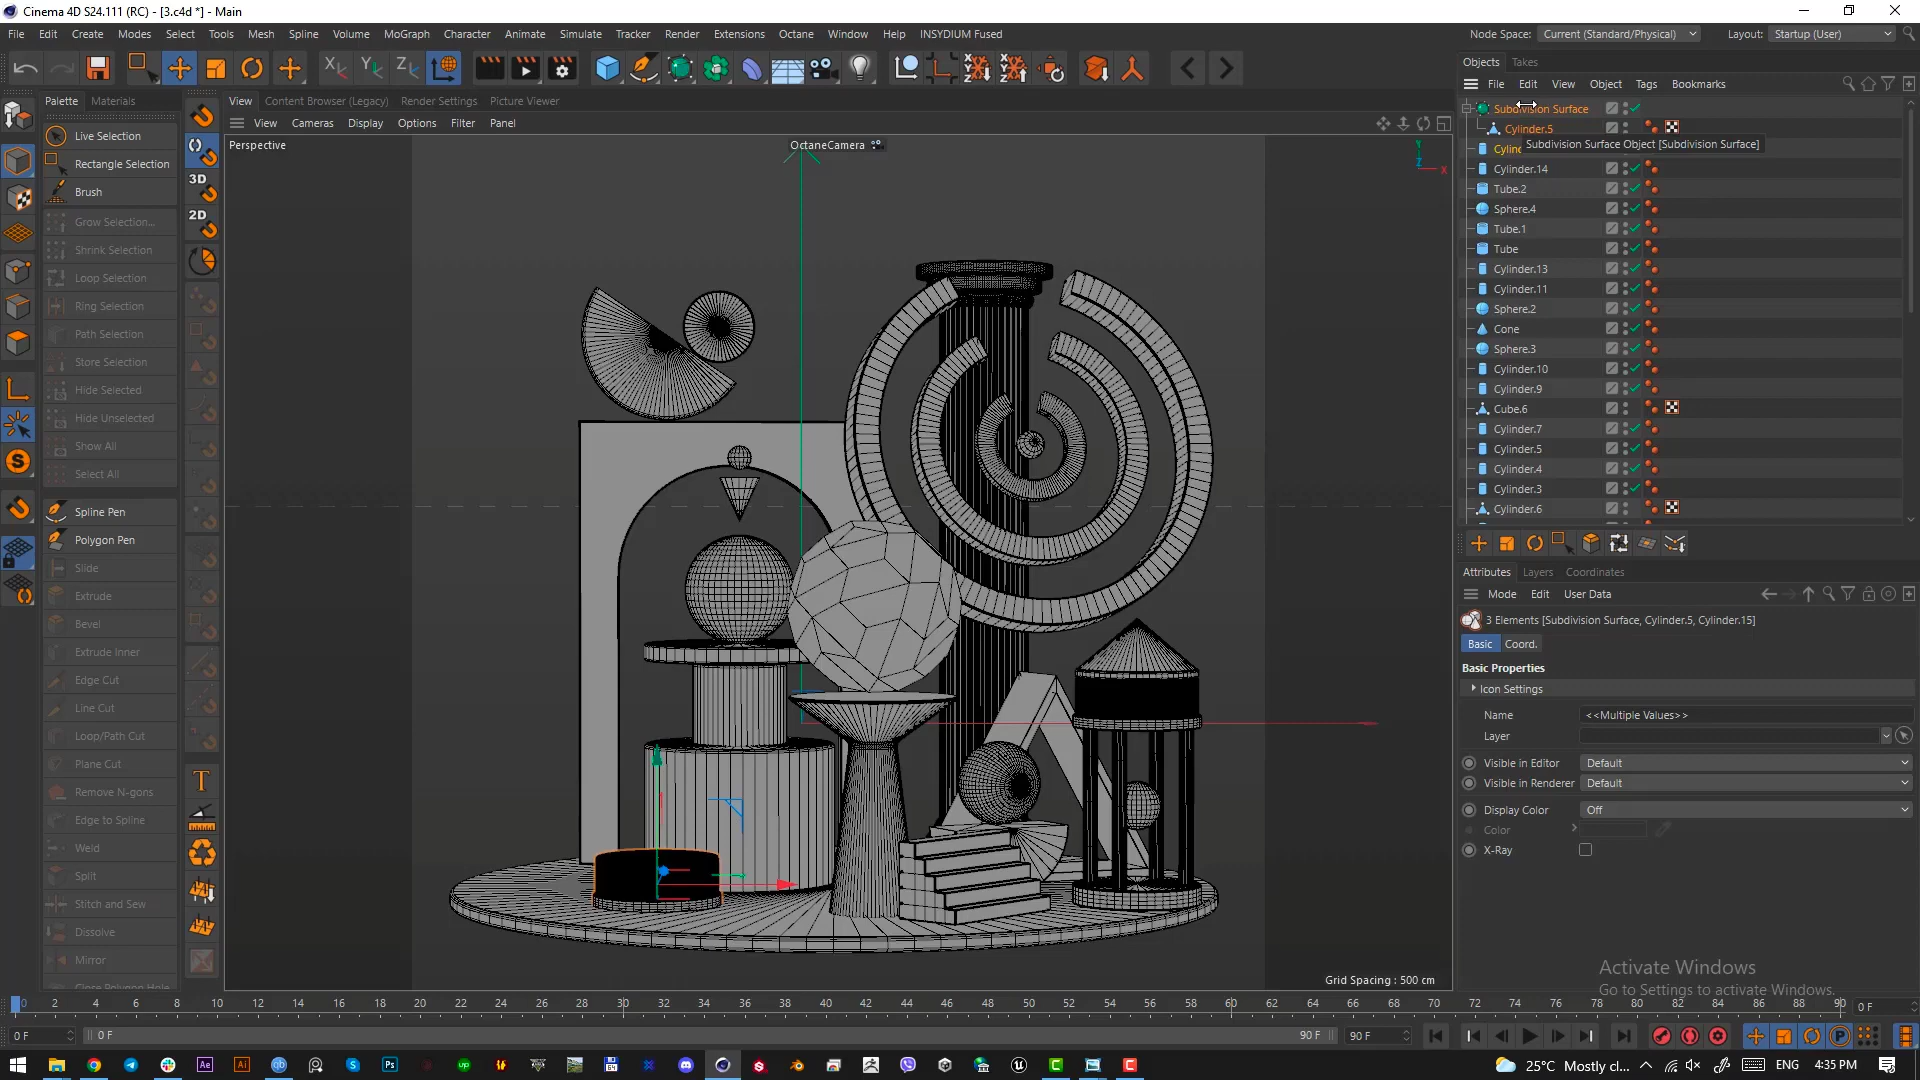 Cinema 4D S24.111 (RC) - [3.c4d *] - Main
File Edit Create Modes Select Tools Mesh Spline Volume MoGraph Character Animate Simulate Tracker Render Extensions Octane Window Help INSYDIUM Fused
Node Space: Current (Standard/Physical) Layout: Startup (User)
Objects Takes
File Edit View Object Tags Bookmarks
Palette Materials
View Content Browser (Legacy) Render Settings Picture Viewer
View Cameras Display Options Filter Panel
Perspective
OctaneCamera
Grid Spacing : 500 cm
Live Selection
Rectangle Selection
Brush
Grow Selection...
Shrink Selection
Loop Selection
Ring Selection
Path Selection
Store Selection
Hide Selected
Hide Unselected
Show All
Select All
Spline Pen
Polygon Pen
Slide
Extrude
Bevel
Extrude Inner
Edge Cut
Line Cut
Loop/Path Cut
Plane Cut
Remove N-gons
Edge to Spline
Weld
Split
Stitch and Sew
Dissolve
Mirror
Close Polygon Hole
3D
2D
Subdivision Surface
Cylinder.5
Subdivision Surface Object [Subdivision Surface]
Cylinder.14
Tube.2
Sphere.4
Tube.1
Tube
Cylinder.13
Cylinder.11
Sphere.2
Cone
Sphere.3
Cylinder.10
Cylinder.9
Cube.6
Cylinder.7
Cylinder.5
Cylinder.4
Cylinder.3
Cylinder.6
Attributes Layers Coordinates
Mode Edit User Data
3 Elements [Subdivision Surface, Cylinder.5, Cylinder.15]
Basic Coord.
Basic Properties
Icon Settings
Name <<Multiple Values>>
Layer
Visible in Editor Default
Visible in Renderer Default
Display Color Off
Color
X-Ray
Activate Windows
Go to Settings to activate Windows.
0 2 4 6 8 10 12 14 16 18 20 22 24 26 28 30 32 34 36 38 40 42 44 46 48 50 52 54 56 58 60 62 64 66 68 70 72 74 76 78 80 82 84 86 88 90 0 F
0 F 0 F 90 F 90 F
25°C Mostly cl... ENG 4:35 PM